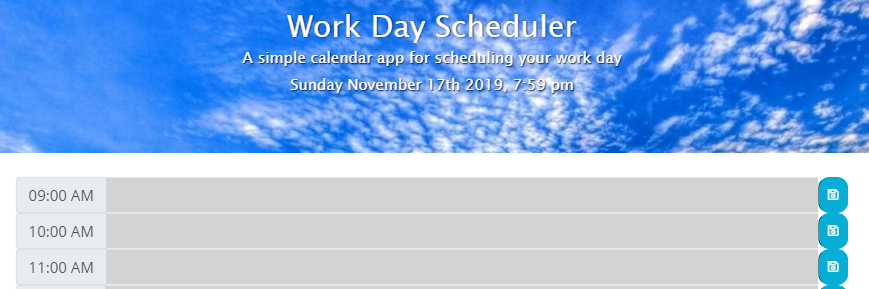 Work Day Scheduler
A simple calendar app for scheduling your work day
Sunday November 17th 2019, 7:59 pm
09:00 AM
10:00 AM
11:00 AM